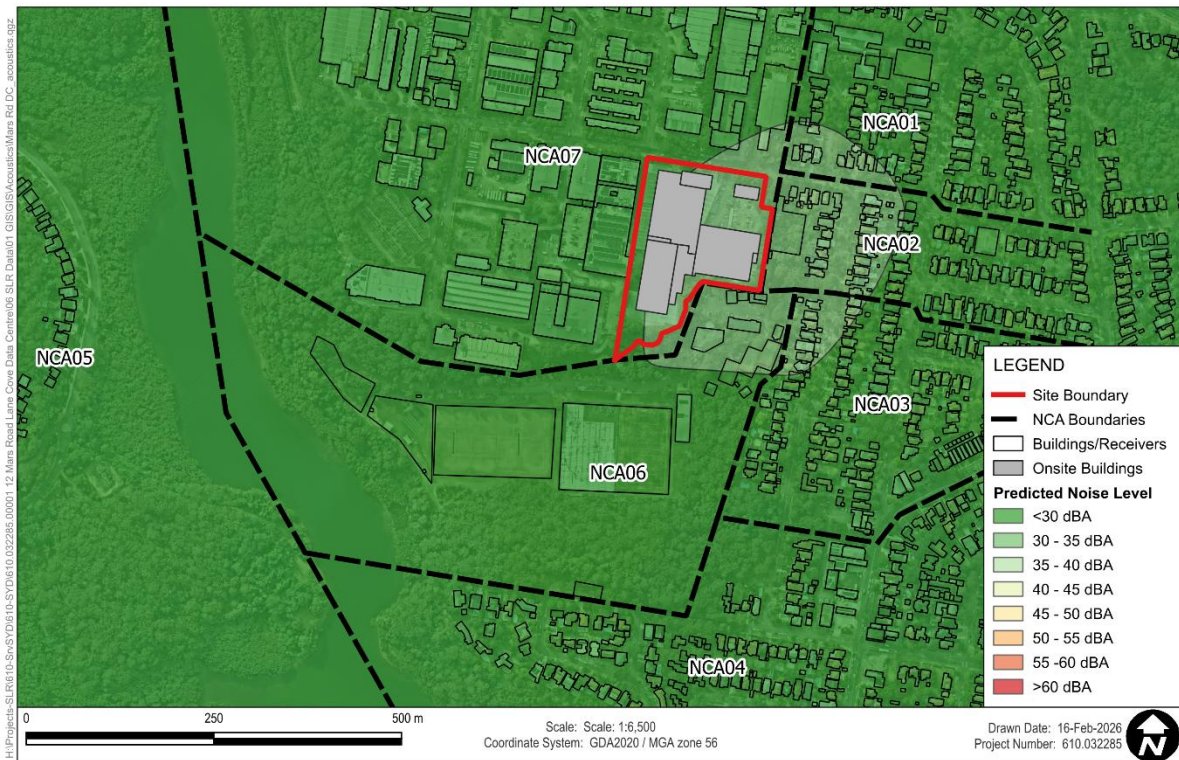 H:\Projects-SLR\610-SrvSYD\610-SYD\610.032285.00001 12 Mars Road Lane Cove Data Centre\06 SLR Data\01 GIS\GIS\Acoustics\Mars Rd DC_acoustics.qgz
NCA01
NCA07
NCA02
NCA05
NCA03
NCA06
NCA04
LEGEND
Site Boundary
NCA Boundaries
Buildings/Receivers
Onsite Buildings
Predicted Noise Level
<30 dBA
30 - 35 dBA
35 - 40 dBA
40 - 45 dBA
45 - 50 dBA
50 - 55 dBA
55 -60 dBA
>60 dBA
0 250 500 m
Scale: Scale: 1:6,500
Coordinate System: GDA2020 / MGA zone 56
Drawn Date: 16-Feb-2026
Project Number: 610.032285
N